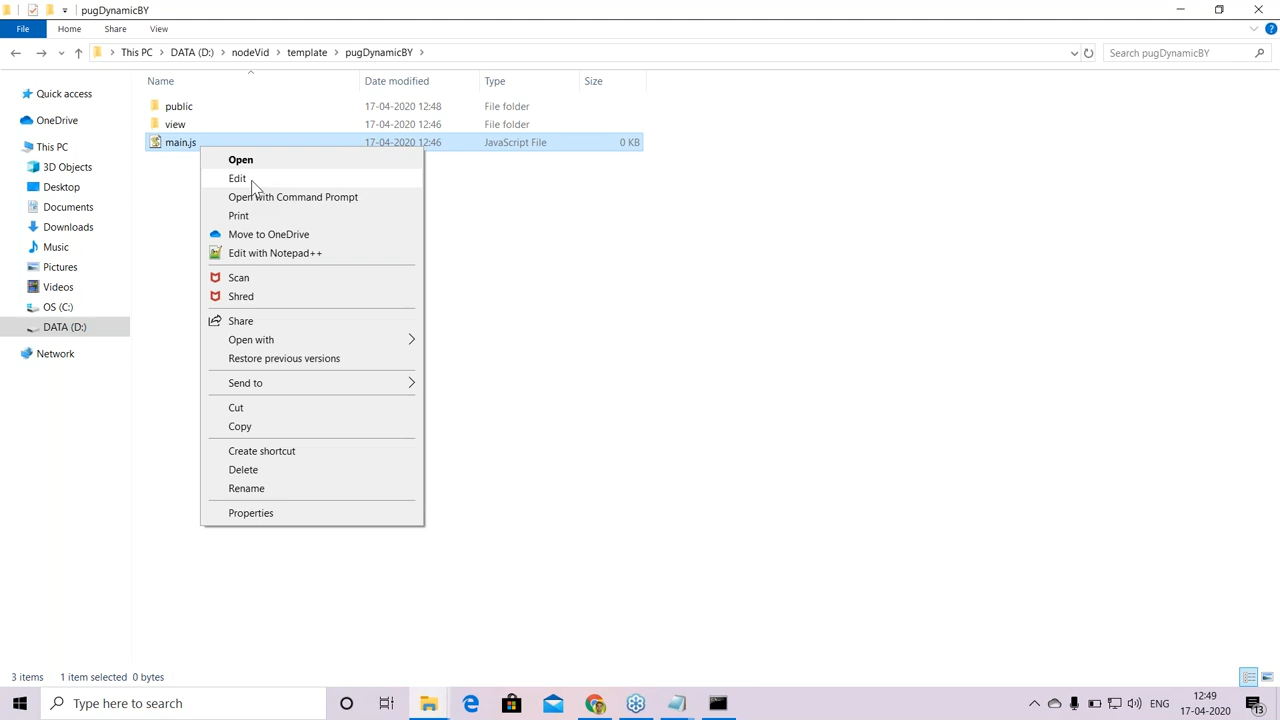 pugDynamicBY
File
Home
Share
View
This PC
DATA (D:)
nodeVid
template
pugDynamicBY
Search pugDynamicBY
Name
Date modified
Type
Size
public
17-04-2020 12:48
File folder
view
17-04-2020 12:46
File folder
main.js
17-04-2020 12:46
JavaScript File
0 KB
Quick access
OneDrive
This PC
3D Objects
Desktop
Documents
Downloads
Music
Pictures
Videos
OS (C:)
DATA (D:)
Network
Open
Edit
Open with Command Prompt
Print
Move to OneDrive
Edit with Notepad++
Scan
Shred
Share
Open with
Restore previous versions
Send to
Cut
Copy
Create shortcut
Delete
Rename
Properties
3 items
1 item selected 0 bytes
Type here to search
ENG
12:49
17-04-2020
13